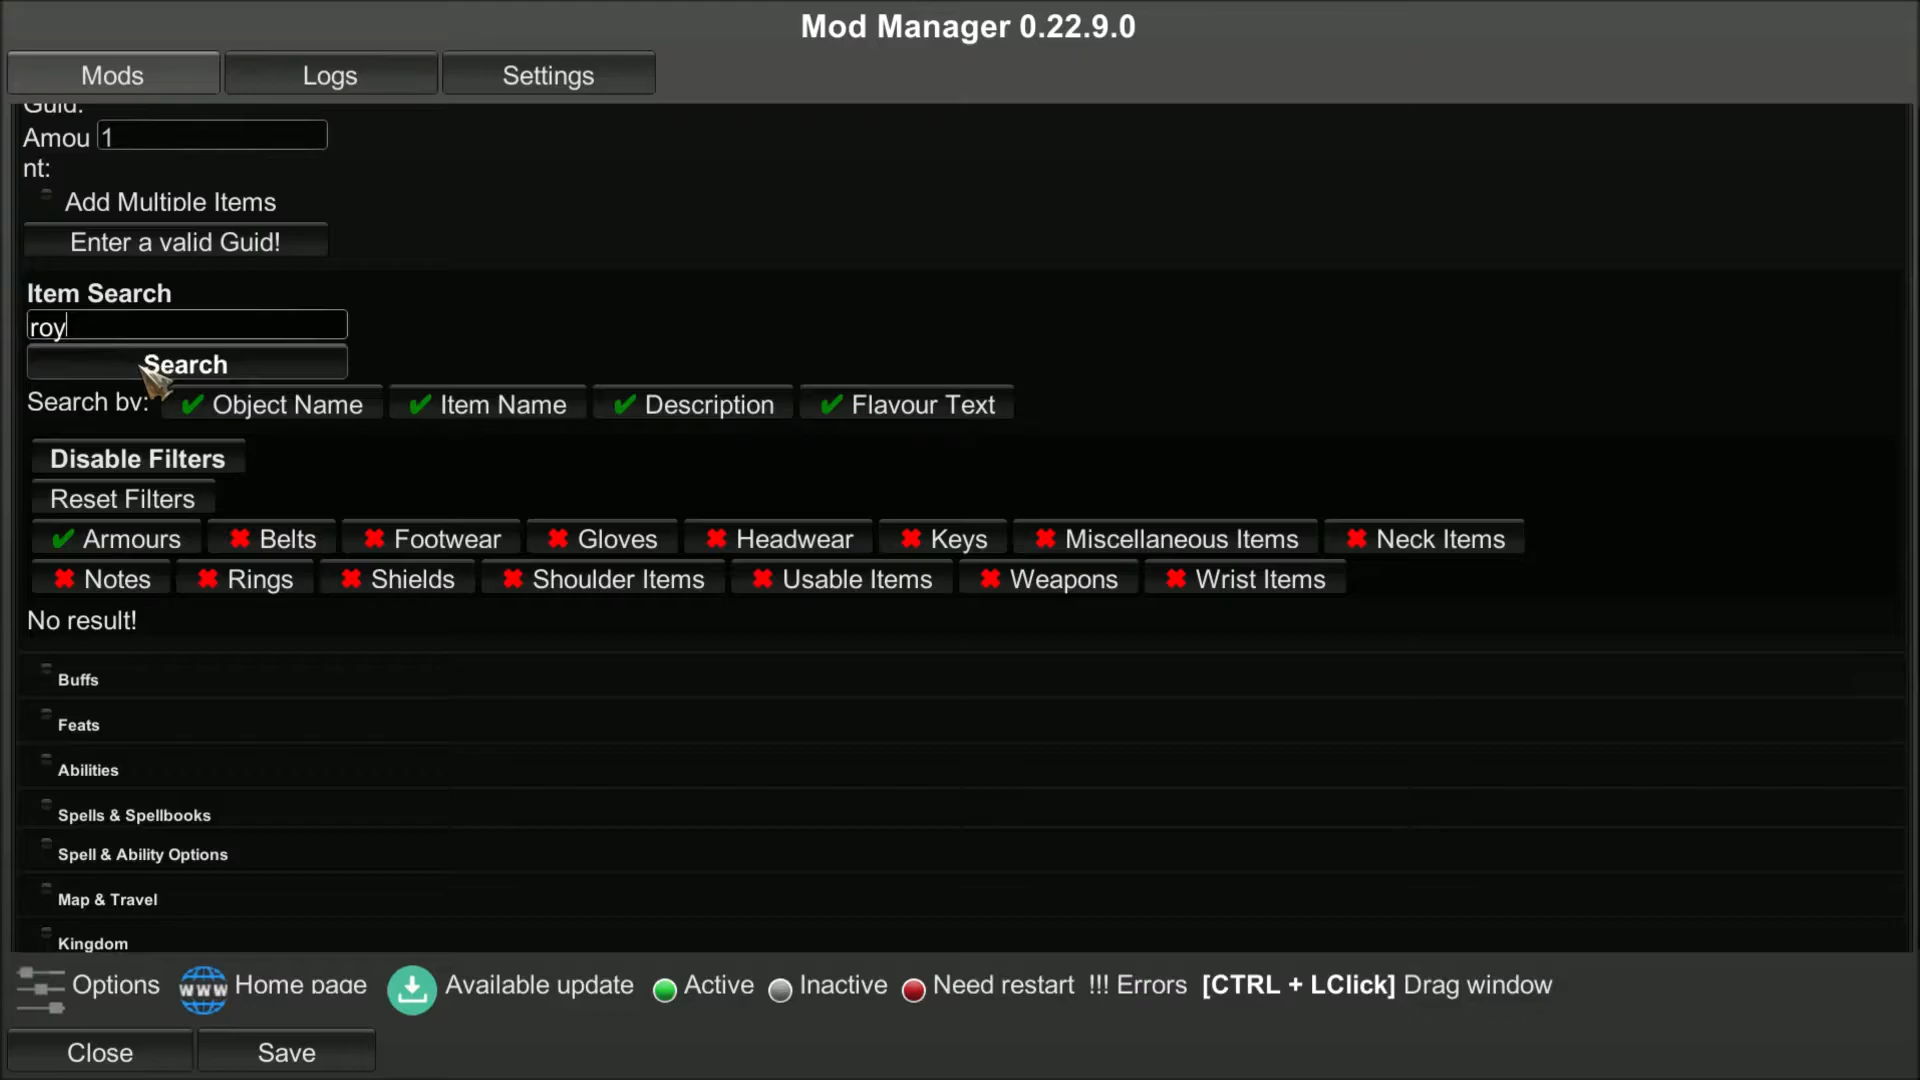 Mod Manager 0.22.9.0
Mods Logs Settings
Guid:
Amou 1
nt:
Add Multiple Items
Enter a valid Guid!
Item Search
roy
Search
Search by: Object Name Item Name Description Flavour Text
Disable Filters
Reset Filters
Armours Belts Footwear Gloves Headwear Keys Miscellaneous Items Neck Items
Notes Rings Shields Shoulder Items Usable Items Weapons Wrist Items
No result!
Buffs
Feats
Abilities
Spells & Spellbooks
Spell & Ability Options
Map & Travel
Kingdom
Options WWW Home page Available update Active Inactive Need restart !!! Errors [CTRL + LClick] Drag window
Close Save